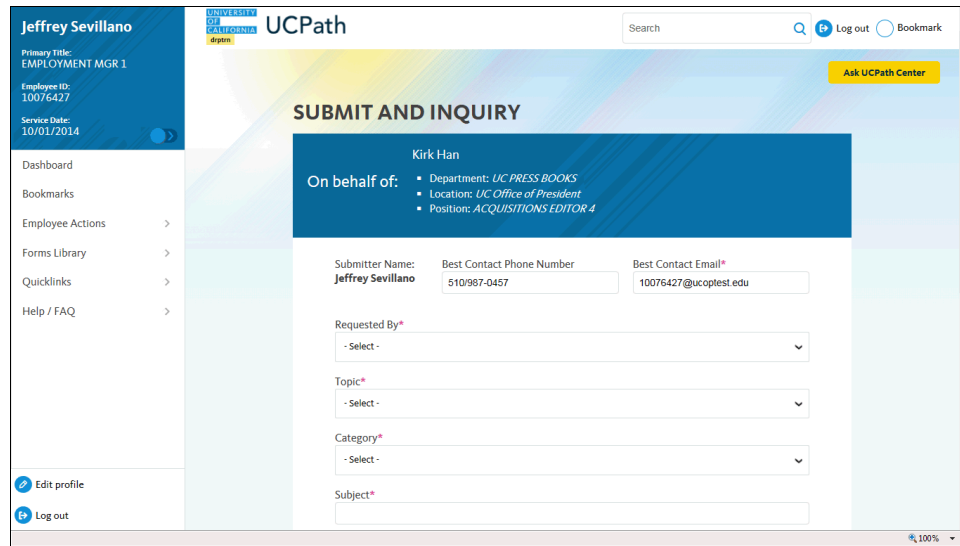 Jeffrey Sevillano
Primary Title:
EMPLOYMENT MGR 1
Employee ID:
10076427
Service Date:
10/01/2014
Dashboard
Bookmarks
Employee Actions
Forms Library
Quicklinks
Help / FAQ
Edit profile
Log out
UNIVERSITY
OF
CALIFORNIA
drptrn
UCPath
Search
Log out
Bookmark
Ask UCPath Center
SUBMIT AND INQUIRY
Kirk Han
On behalf of:
Department: UC PRESS BOOKS
Location: UC Office of President
Position: ACQUISITIONS EDITOR 4
Submitter Name:
Jeffrey Sevillano
Best Contact Phone Number
510/987-0457
Best Contact Email*
10076427@ucoptest.edu
Requested By*
- Select -
Topic*
- Select -
Category*
- Select -
Subject*
100%